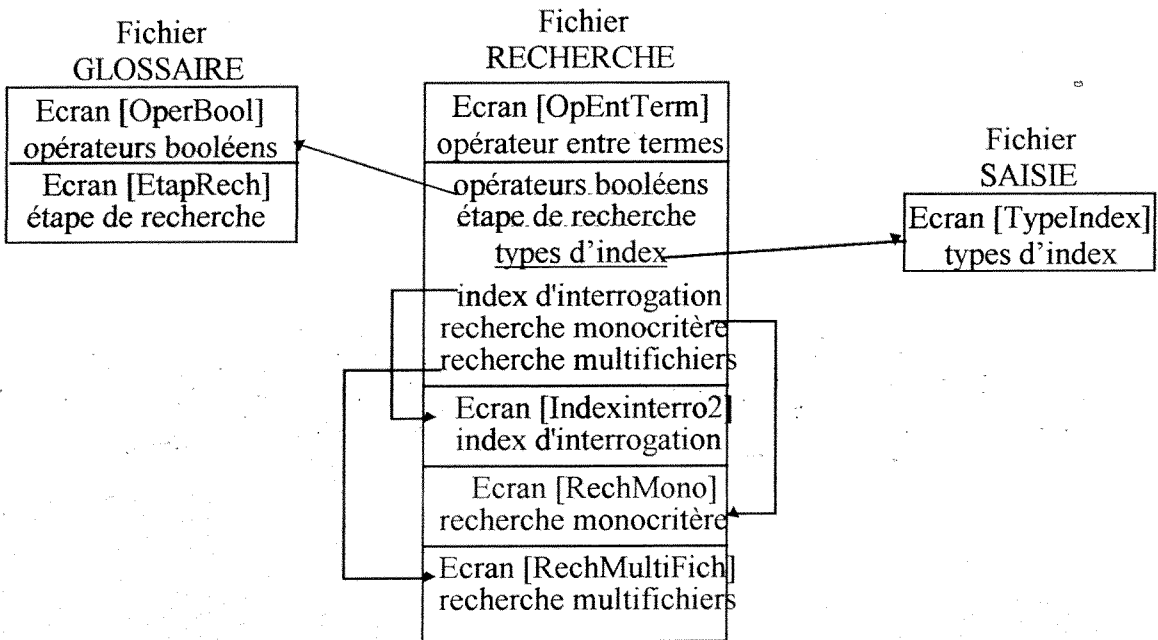 Fichier
GLOSSAIRE
Ecran [OperBool]
opérateurs booléens
Ecran [EtapRech]
étape de recherche
Fichier
RECHERCHE
Ecran [OpEntTerm]
opérateur entre termes
opérateurs booléens
étape de recherche
types d'index
index d'interrogation
recherche monocritère
recherche multifichiers
Ecran [Indexinterro2]
index d'interrogation
Ecran [RechMono]
recherche monocritère
Ecran [RechMultiFich]
recherche multifichiers
Fichier
SAISIE
Ecran [TypeIndex]
types d'index